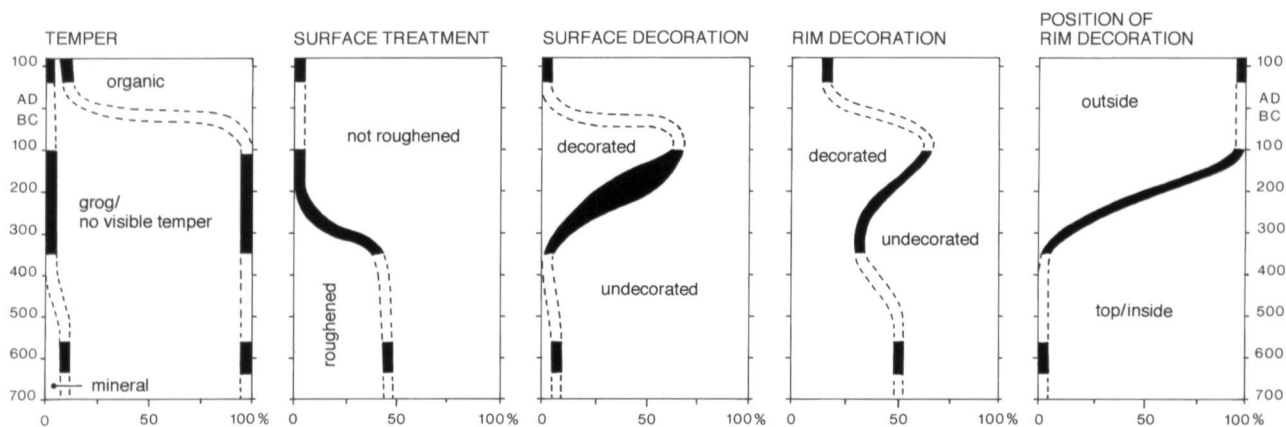 TEMPER
SURFACE TREATMENT
SURFACE DECORATION
RIM DECORATION
POSITION OF
RIM DECORATION
100
AD
BC
100
200
300
400
500
600
700
organic
grog/
no visible temper
mineral
0
50
100 %
not roughened
roughened
0
50
100 %
decorated
undecorated
0
50
100 %
decorated
undecorated
0
50
100 %
outside
top/inside
0
50
100 %
100
AD
BC
100
200
300
400
500
600
700